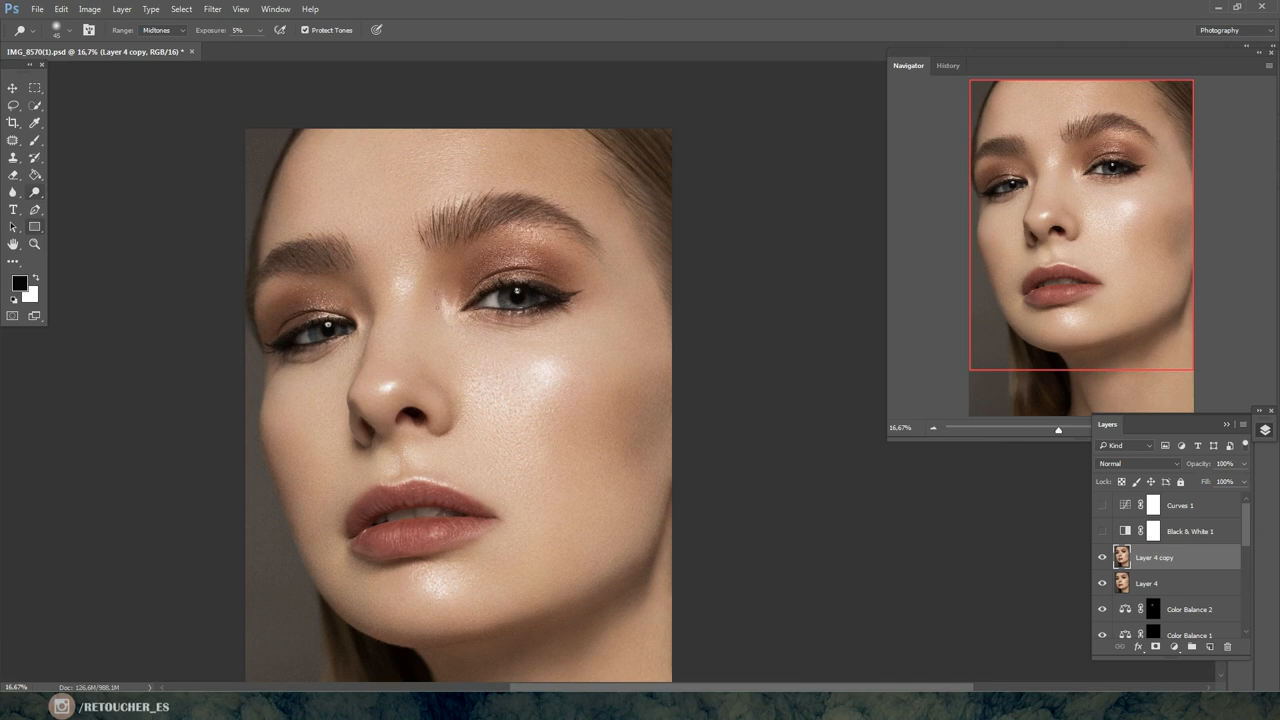 Ps File Edit Image Layer Type Select Filter View Window Help
45 Range: Midtones Exposure: 5% Protect Tones Photography
IMG_8570(1).psd @ 16,7% (Layer 4 copy, RGB/16) * ×
Navigator History
16,67%
Layers
Kind
Normal Opacity: 100%
Lock: Fill: 100%
Curves 1
Black & White 1
Layer 4 copy
Layer 4
fx
Color Balance 2
Color Balance 1
16,67% Doc: 126,6M/988,1M
/RETOUCHER_ES